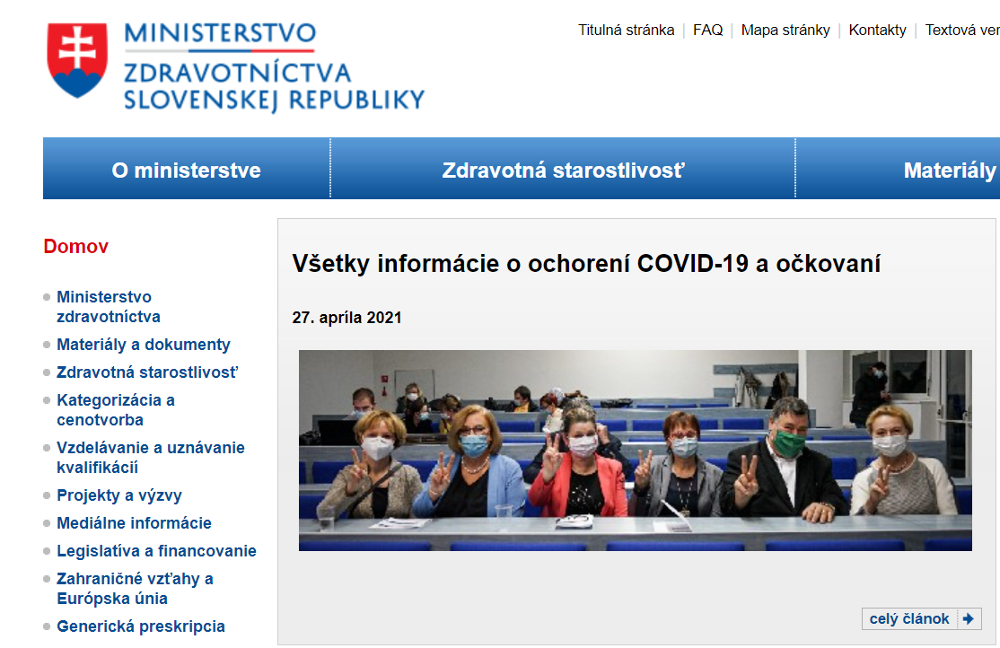 MINISTERSTVO
ZDRAVOTNÍCTVA
SLOVENSKEJ REPUBLIKY
Titulná stránka | FAQ | Mapa stránky | Kontakty | Textová ver
O ministerstve
Zdravotná starostlivosť
Materiály
Domov
Ministerstvo
zdravotníctva
Materiály a dokumenty
Zdravotná starostlivosť
Kategorizácia a
cenotvorba
Vzdelávanie a uznávanie
kvalifikácií
Projekty a výzvy
Mediálne informácie
Legislatíva a financovanie
Zahraničné vzťahy a
Európska únia
Generická preskripcia
Všetky informácie o ochorení COVID-19 a očkovaní
27. apríla 2021
celý článok